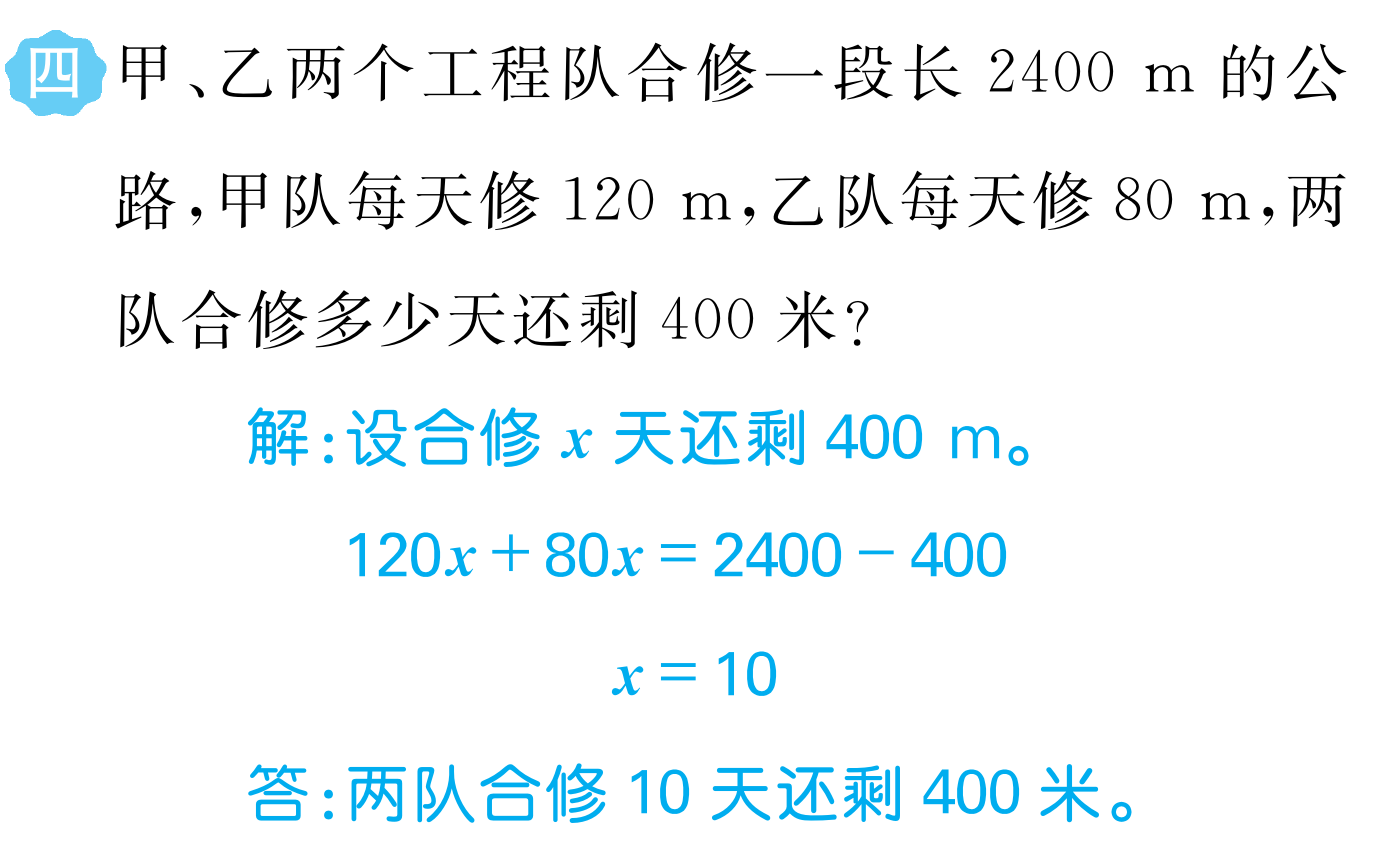 四 甲、乙两个工程队合修一段长 2400 m 的公
路,甲队每天修 120 m,乙队每天修 80 m,两
队合修多少天还剩 400 米?
解:设合修 x 天还剩 400 m。
120x + 80x = 2400 − 400
x = 10
答:两队合修 10 天还剩 400 米。